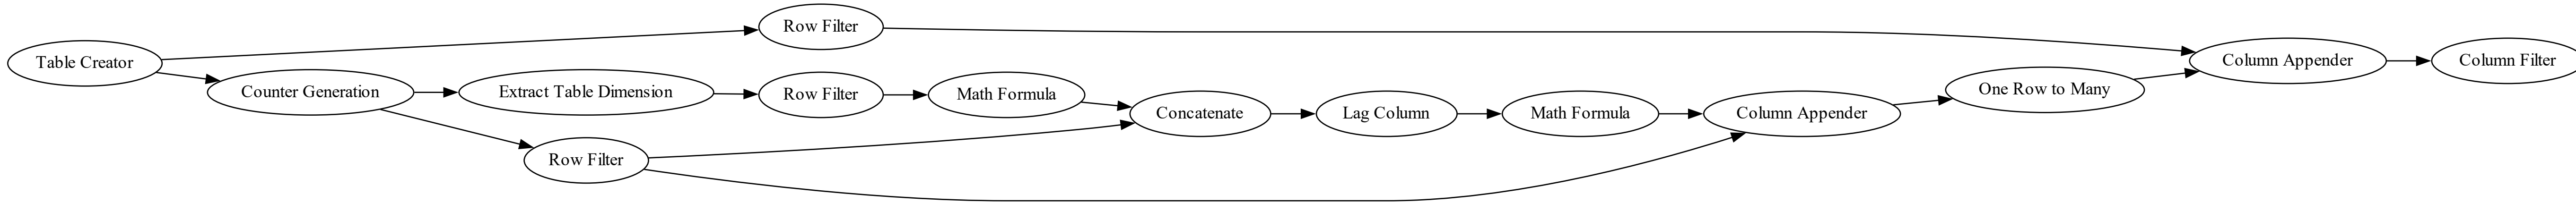 Table Creator
Row Filter
Counter Generation
Extract Table Dimension
Row Filter
Math Formula
Row Filter
Concatenate
Lag Column
Math Formula
Column Appender
One Row to Many
Column Appender
Column Filter